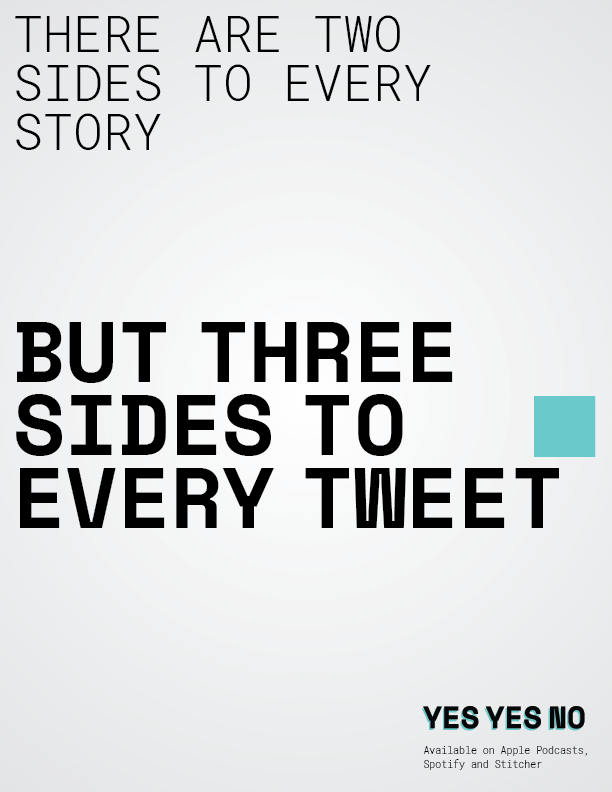 THERE ARE TWO
SIDES TO EVERY
STORY
BUT THREE
SIDES TO
EVERY TWEET
YES YES NO
Available on Apple Podcasts,
Spotify and Stitcher